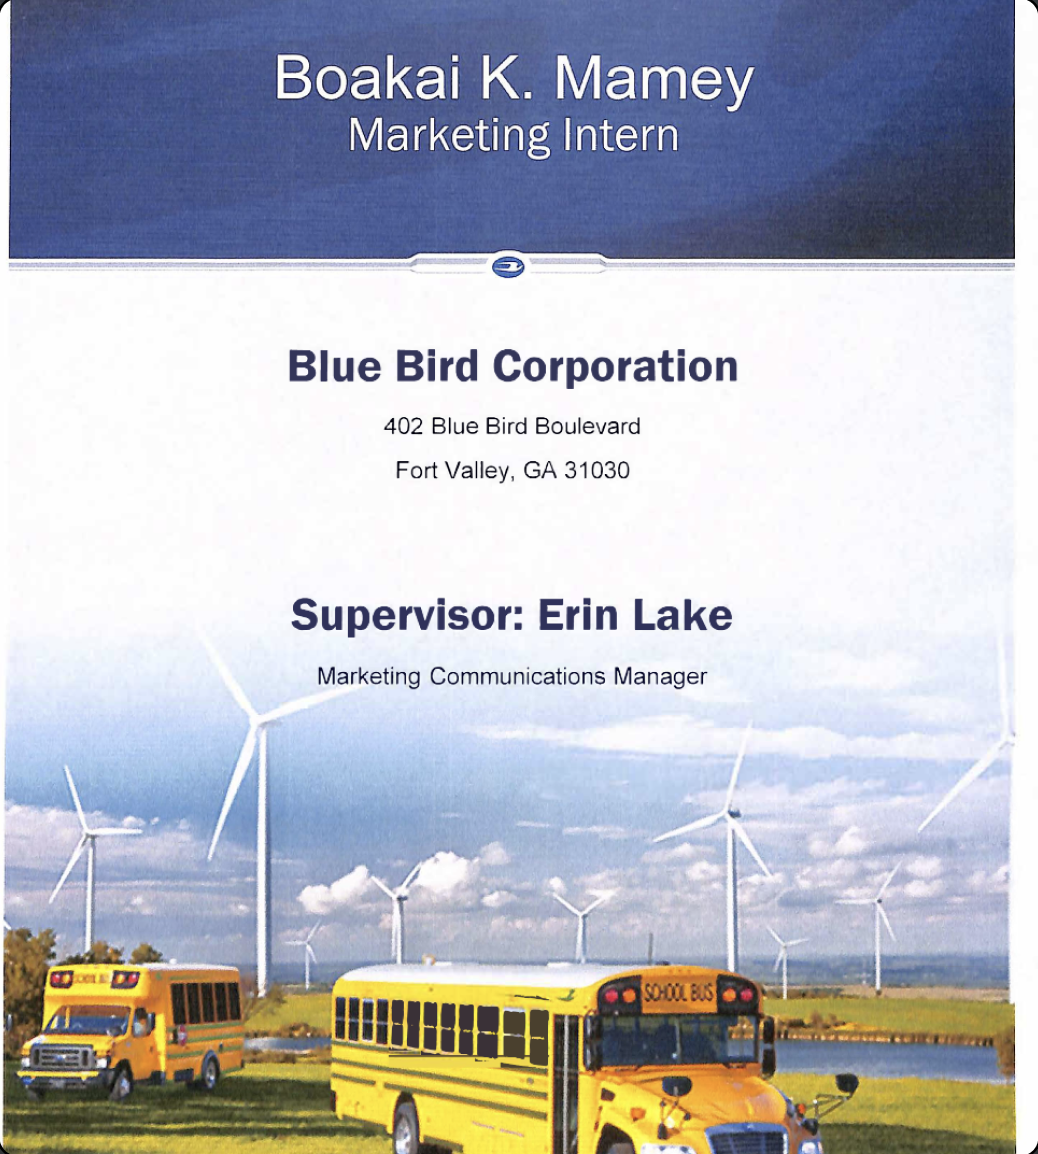 Boakai K. Mamey
Marketing Intern
Blue Bird Corporation
402 Blue Bird Boulevard
Fort Valley, GA 31030
Supervisor: Erin Lake
Marketing Communications Manager
SCHOOL BUS
SCHOOL BUS